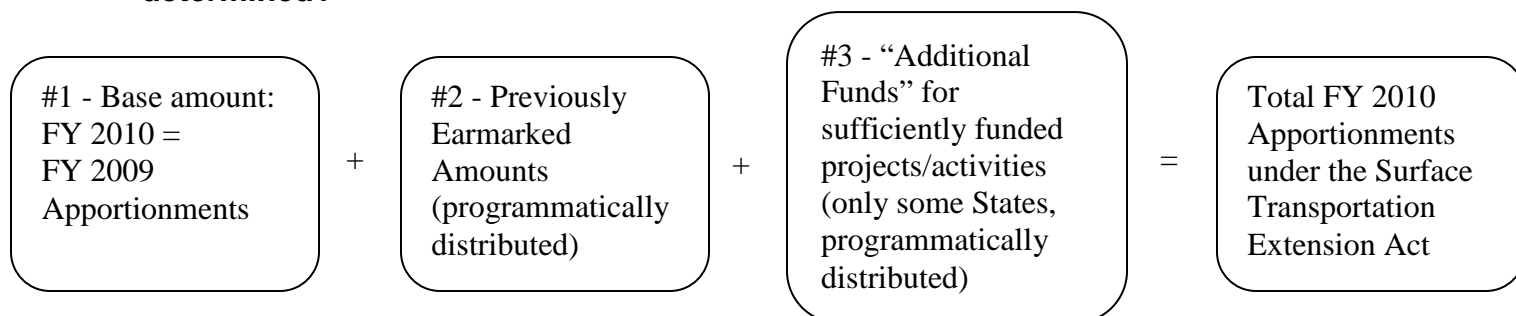 #1 - Base amount:
FY 2010 =
FY 2009
Apportionments
+
#2 - Previously
Earmarked
Amounts
(programmatically
distributed)
+
#3 - “Additional
Funds” for
sufficiently funded
projects/activities
(only some States,
programmatically
distributed)
=
Total FY 2010
Apportionments
under the Surface
Transportation
Extension Act